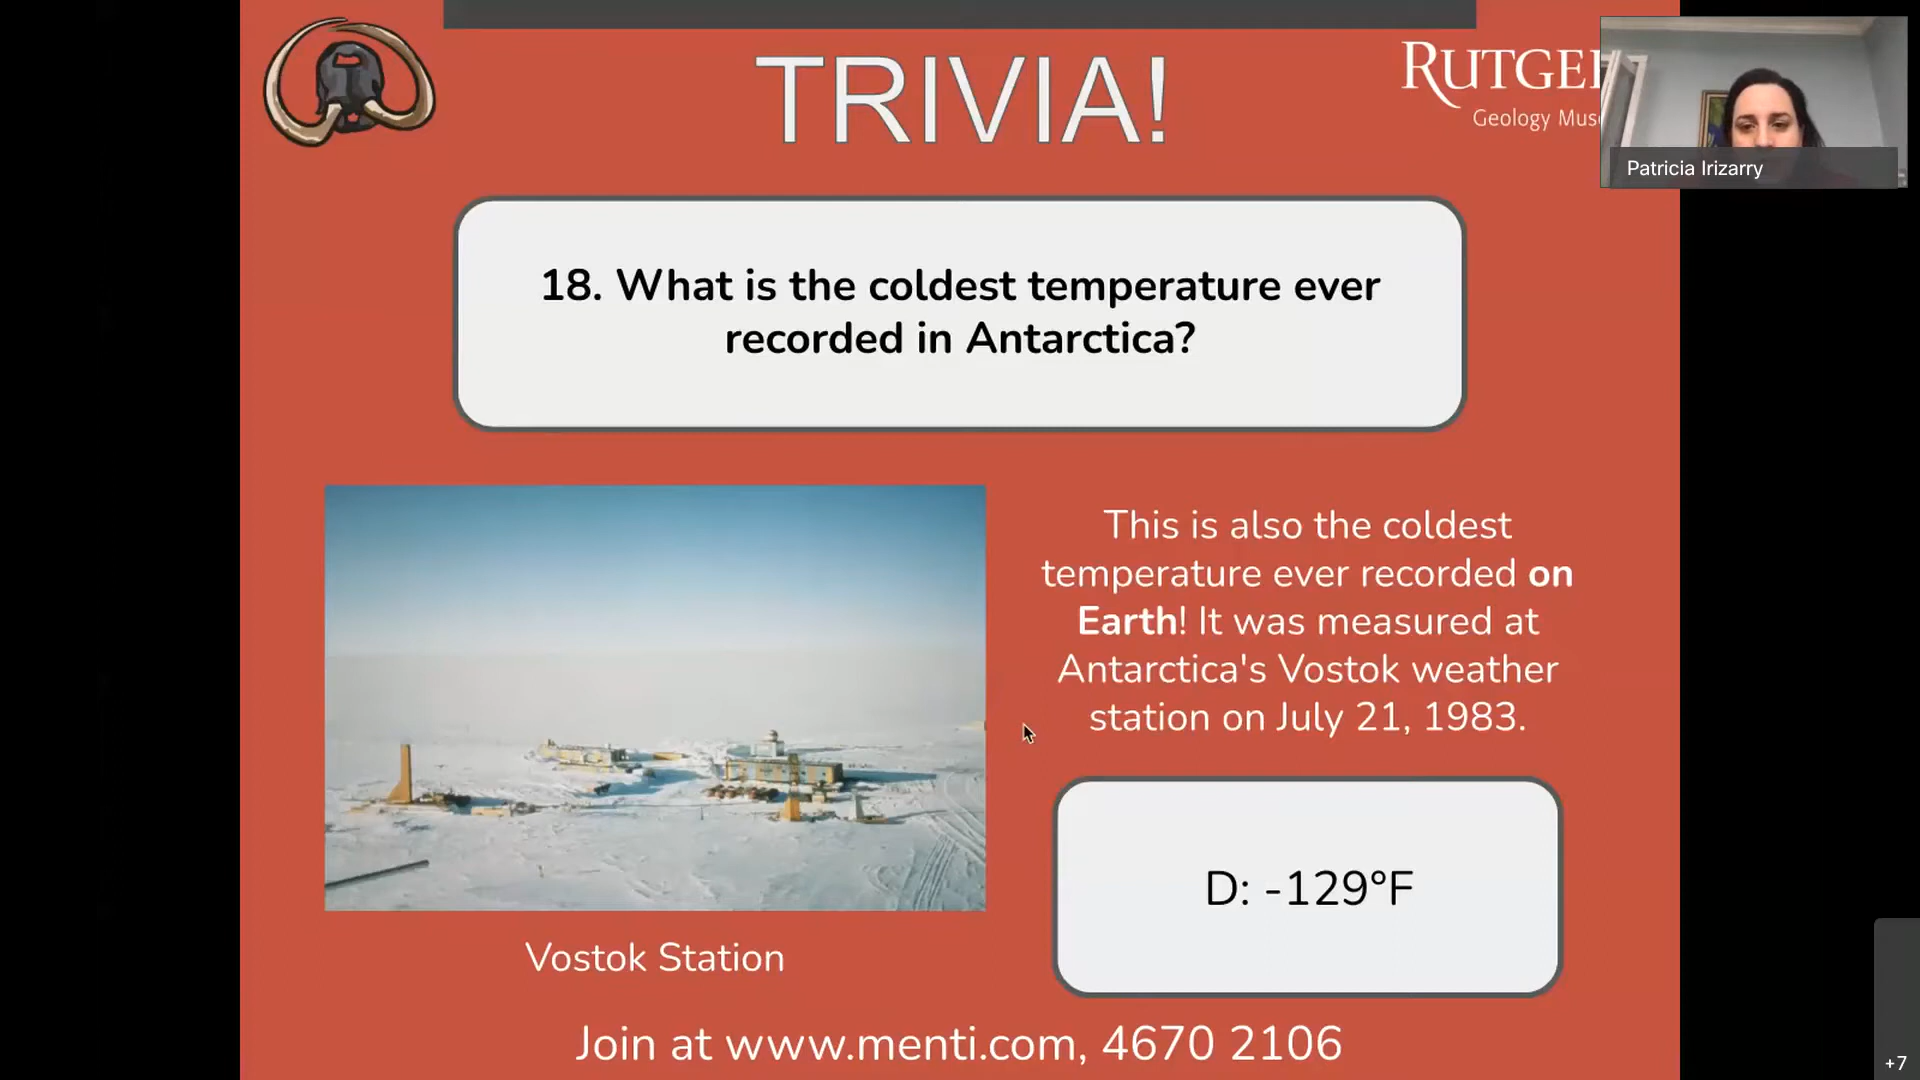 TRIVIA!
RUTGE
Geology Mus
Patricia Irizarry
18. What is the coldest temperature ever
recorded in Antarctica?
This is also the coldest
temperature ever recorded on
Earth! It was measured at
Antarctica's Vostok weather
station on July 21, 1983.
D: -129°F
Vostok Station
Join at www.menti.com, 4670 2106
+7